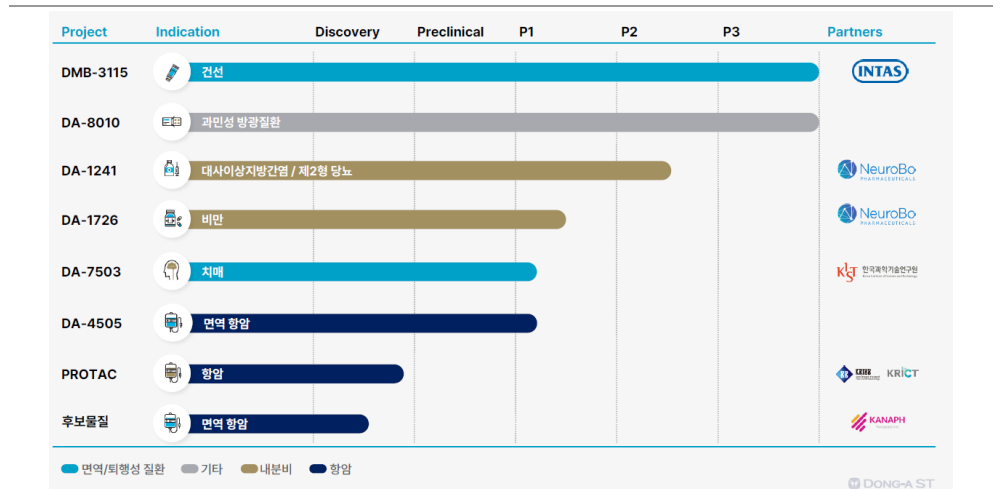 Project Indication Discovery Preclinical P1 P2 P3 Partners
DMB-3115 건선 INTAS
DA-8010 과민성 방광질환
DA-1241 대사이상지방간염 / 제2형 당뇨 NeuroBo
PHARMACEUTICALS
DA-1726 비만 NeuroBo
PHARMACEUTICALS
DA-7503 치매 KIST 한국과학기술연구원
DA-4505 면역 항암
PROTAC 항암 KRICT
후보물질 면역 항암 KANAPH
면역/퇴행성 질환 기타 내분비 항암
DONG-A ST